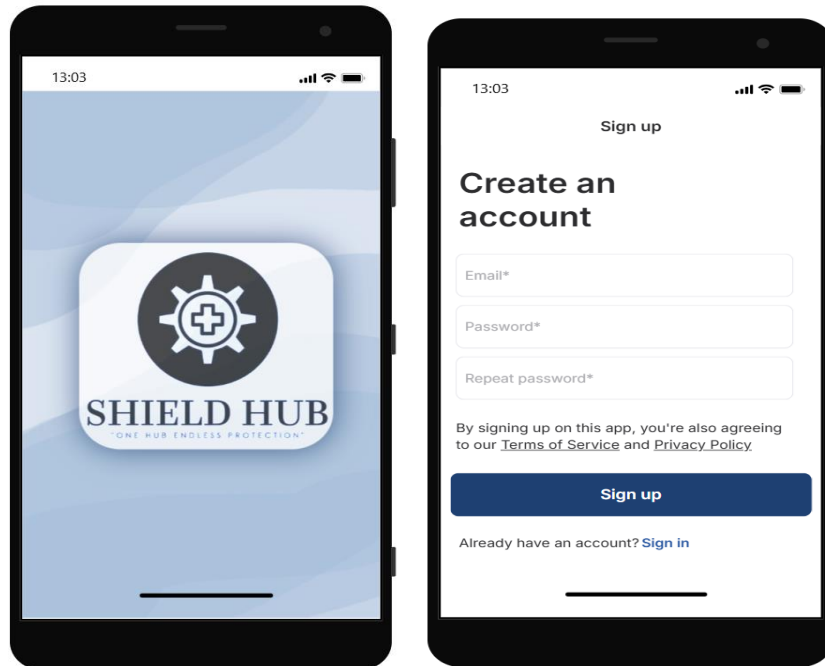 13:03
SHIELD HUB
"ONE HUB ENDLESS PROTECTION"
13:03
Sign up
Create an
account
Email*
Password*
Repeat password*
By signing up on this app, you're also agreeing
to our Terms of Service and Privacy Policy
Sign up
Already have an account? Sign in